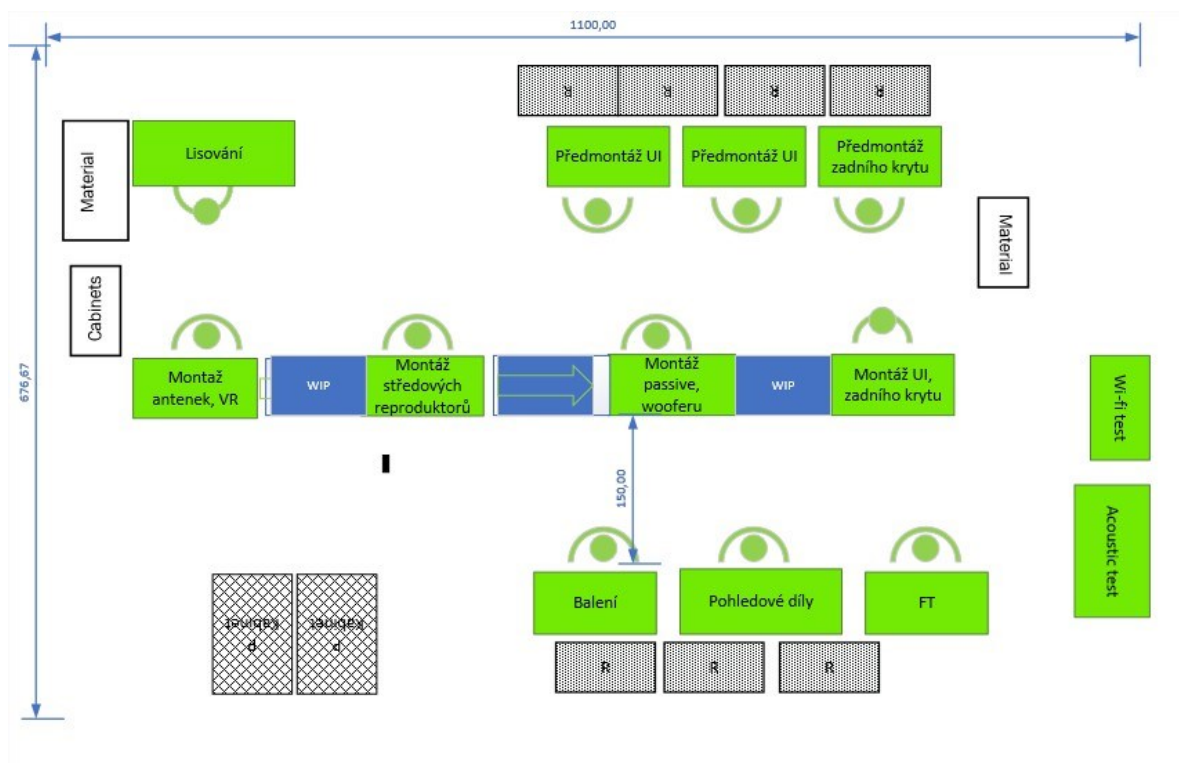 1100,00
R
R
R
R
Material
Lisování
Předmontáž UI
Předmontáž UI
Předmontáž
zadního krytu
Material
Cabinets
676,67
Montaž
antenek, VR
WIP
Montáž
středových
reproduktorů
Montáž
passive,
wooferu
WIP
Montáž UI,
zadního krytu
Wi-fi test
150,00
Acoustic test
Balení
Pohledové díly
FT
P
Kabinet
P
Kabinet
R
R
R